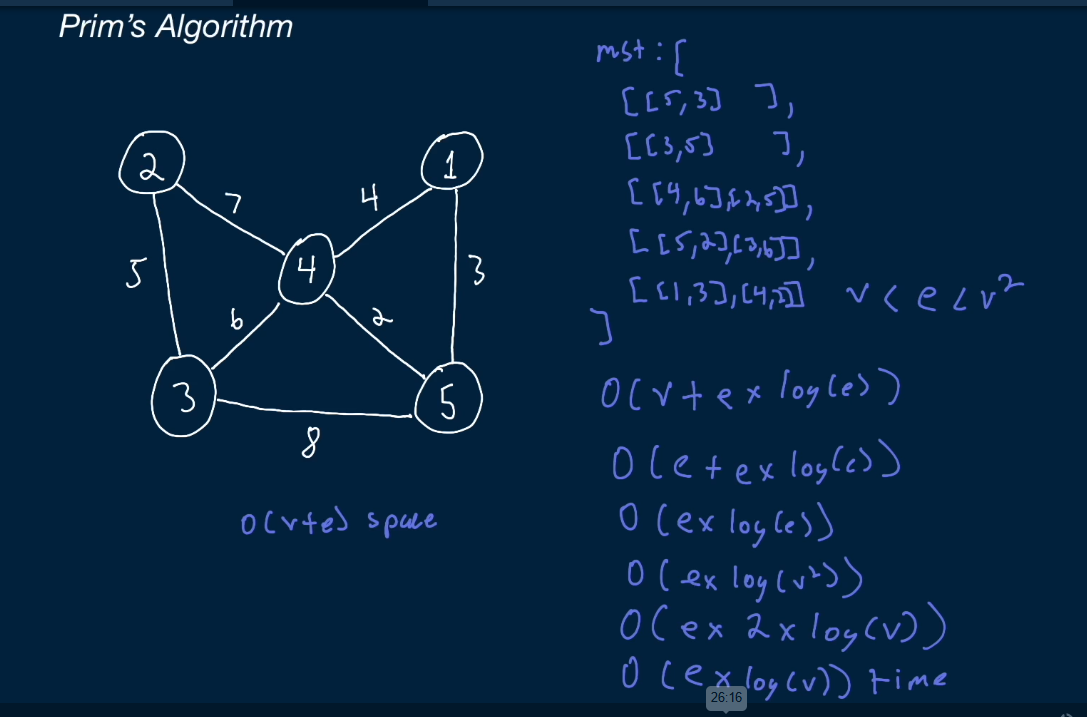 Prim's Algorithm
2
1
7
4
4
5
3
6
2
3
5
8
O(v+e) space
mst : [
[[5,3] ],
[[3,5] ],
[[4,6],[2,5]],
[[5,2],[3,6]],
[[1,3],[4,2]]
]
v < e < v²
O(v + e x log(e))
O(e + e x log(e))
O(e x log(e))
O(e x log(v²))
O(e x 2 x log(v))
O(e x log(v)) time
26:16